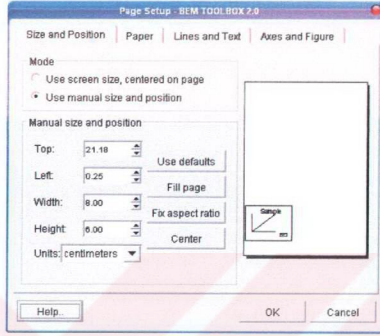 Page Setup - BEM TOOLBOX 2.0
Size and Position Paper Lines and Text Axes and Figure
Mode
Use screen size, centered on page
Use manual size and position
Manual size and position
Top: 21.18
Use defaults
Left: 0.25
Fill page
Width: 8.00
Fix aspect ratio
Height: 6.00
Center
Units: centimeters
Sample
Help...
OK
Cancel